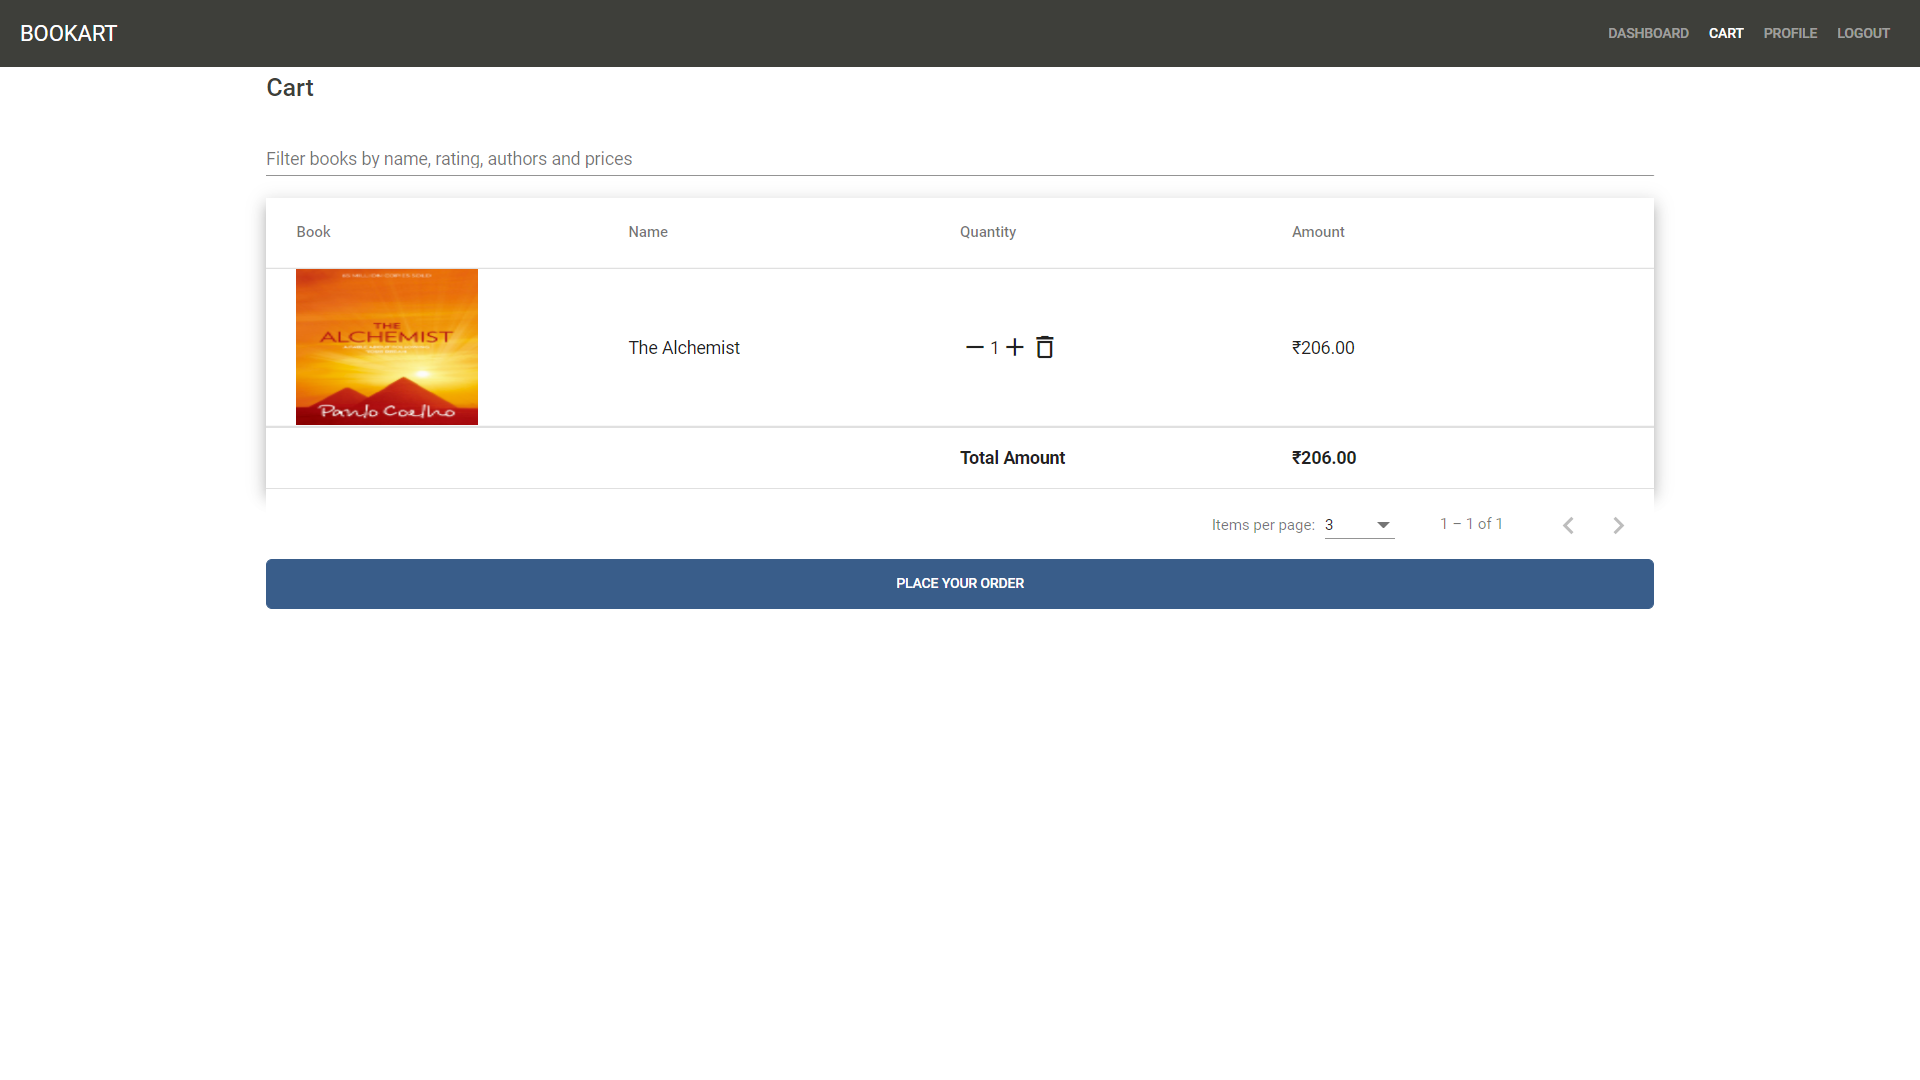 BOOKART
DASHBOARD CART PROFILE LOGOUT
Cart
Filter books by name, rating, authors and prices
Book Name Quantity Amount
THE
ALCHEMIST
Paulo Coelho
The Alchemist 1 ₹206.00
Total Amount ₹206.00
Items per page: 3 1 – 1 of 1
PLACE YOUR ORDER